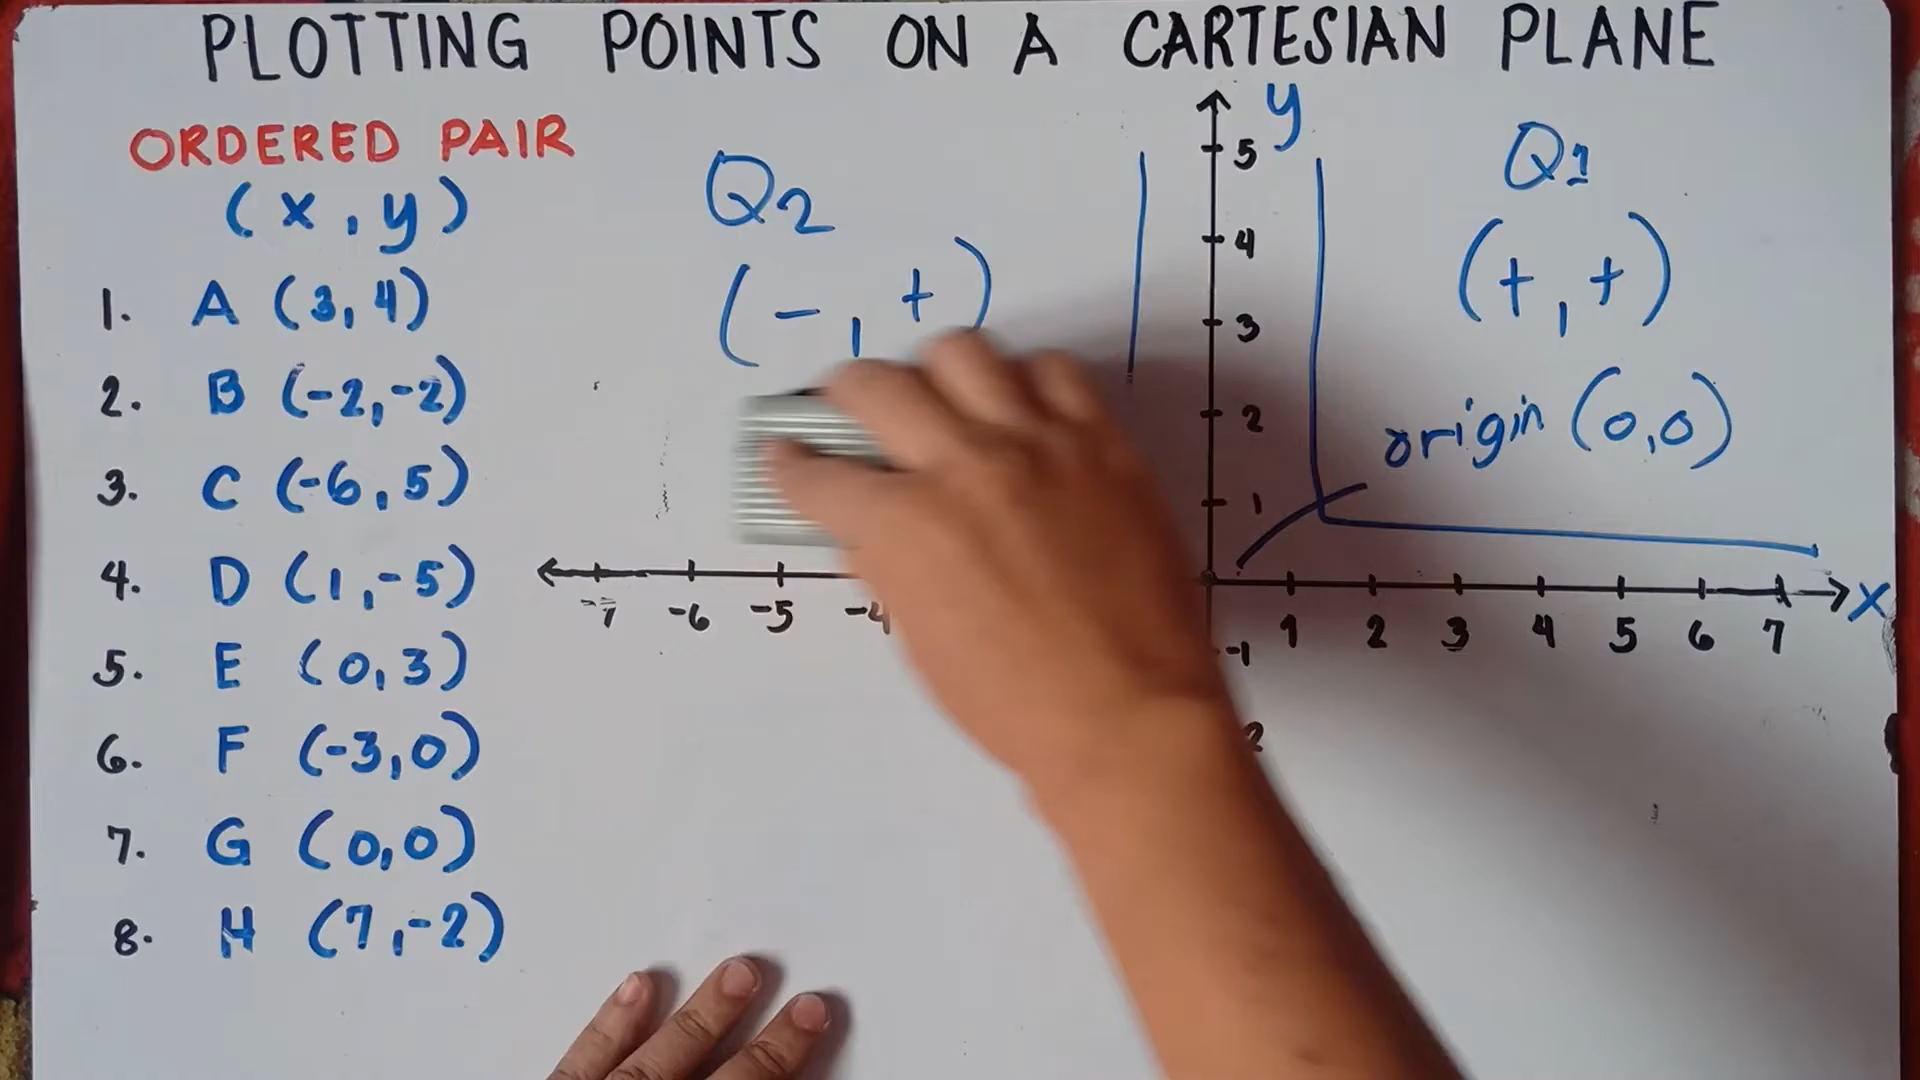 PLOTTING POINTS ON A CARTESIAN PLANE
ORDERED PAIR
(x, y)
1. A (3, 4)
2. B (-2, -2)
3. C (-6, 5)
4. D (1, -5)
5. E (0, 3)
6. F (-3, 0)
7. G (0, 0)
8. H (7, -2)
Q2
(-, +)
y
5
4
3
2
1
Q1
(+, +)
origin (0,0)
-7 -6 -5 -4
1 2 3 4 5 6 7
x
-1
2